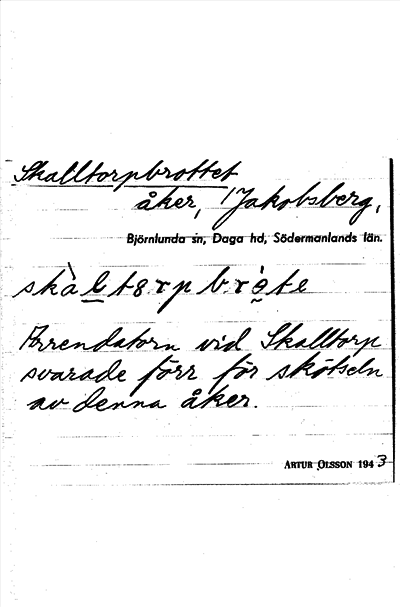 Skalltorpbrottet
åker, 1 Jakobsberg,
Björnlunda sn, Daga hd, Södermanlands län.
Arrendatorn vid Skalltorp
svarade förr för skötseln
av denna åker.
ARTUR OLSSON 1943